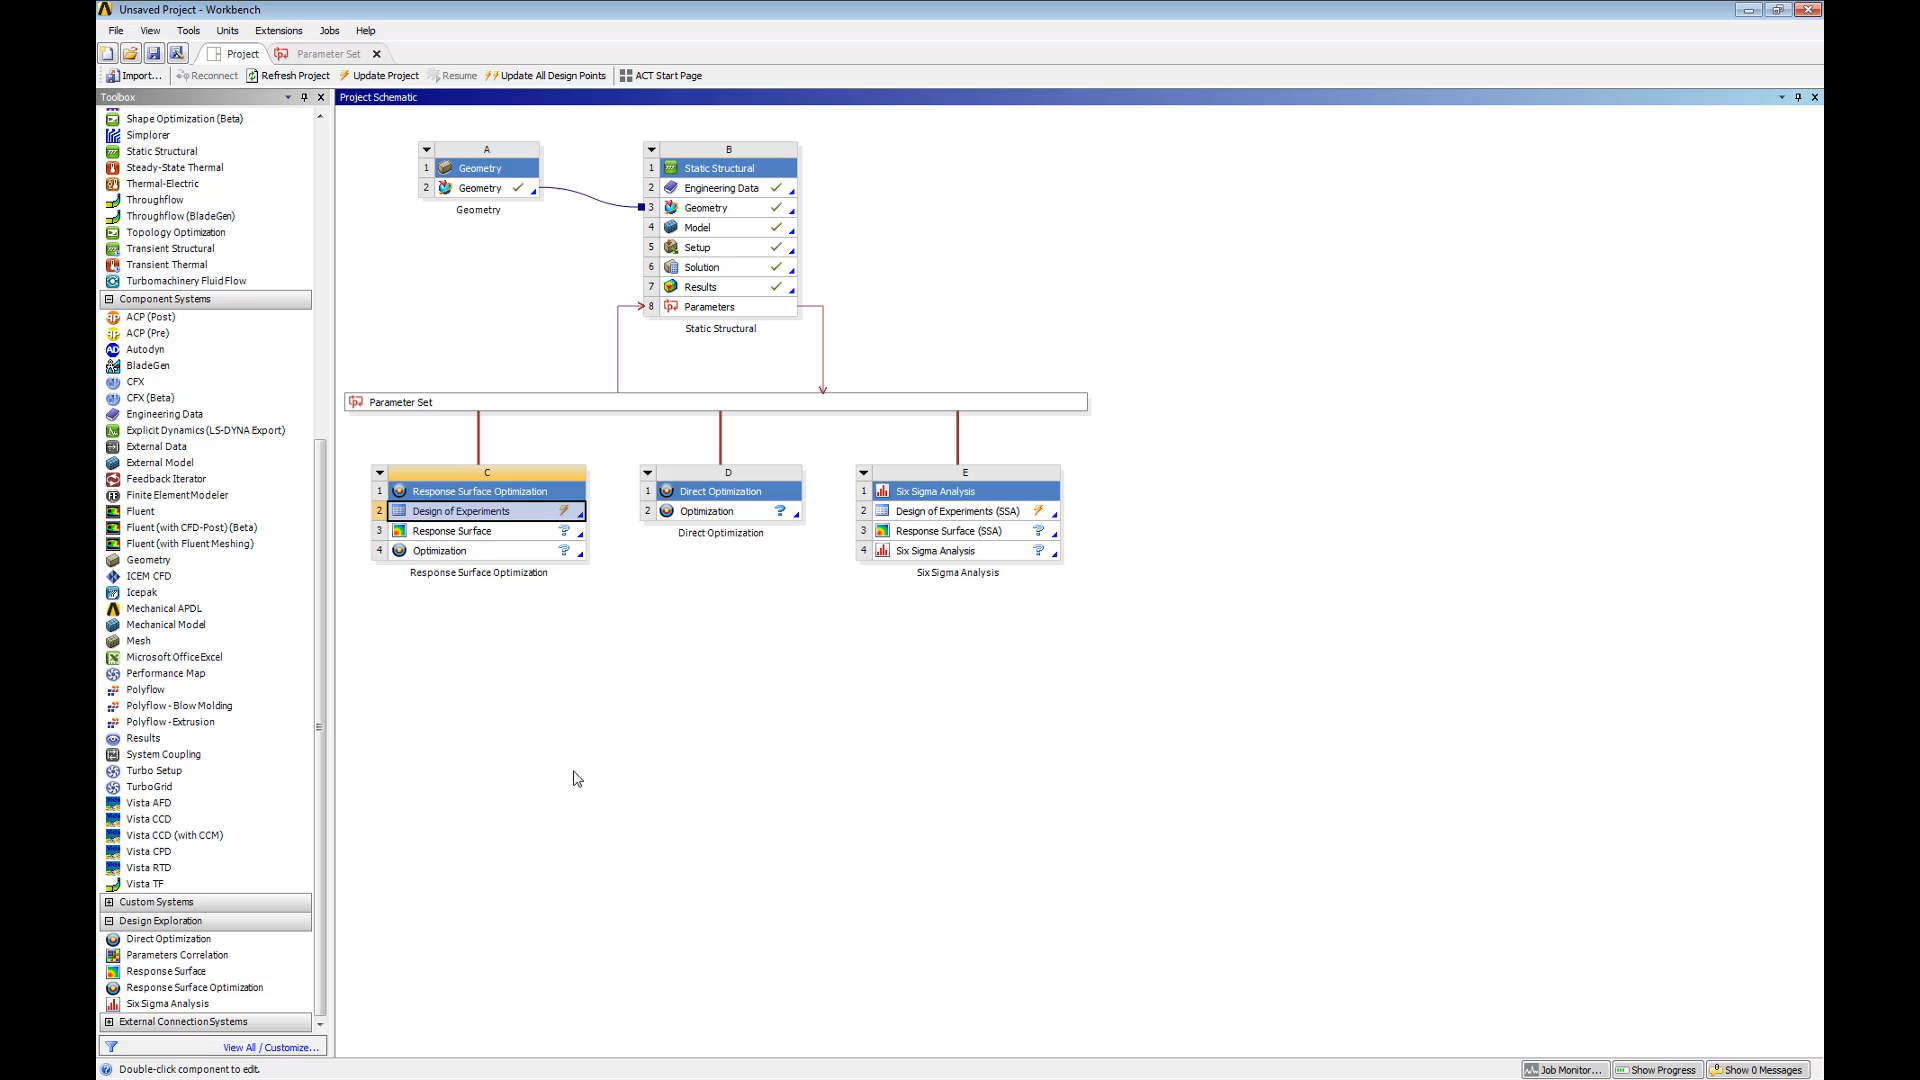 Unsaved Project - Workbench
File View Tools Units Extensions Jobs Help
Project Parameter Set
Import... Reconnect Refresh Project Update Project Resume Update All Design Points ACT Start Page
Toolbox
Shape Optimization (Beta)
Simplorer
Static Structural
Steady-State Thermal
Thermal-Electric
Throughflow
Throughflow (BladeGen)
Topology Optimization
Transient Structural
Transient Thermal
Turbomachinery Fluid Flow
Component Systems
ACP (Post)
ACP (Pre)
Autodyn
BladeGen
CFX
CFX (Beta)
Engineering Data
Explicit Dynamics (LS-DYNA Export)
External Data
External Model
Feedback Iterator
Finite Element Modeler
Fluent
Fluent (with CFD-Post) (Beta)
Fluent (with Fluent Meshing)
Geometry
ICEM CFD
Icepak
Mechanical APDL
Mechanical Model
Mesh
Microsoft Office Excel
Performance Map
Polyflow
Polyflow - Blow Molding
Polyflow - Extrusion
Results
System Coupling
Turbo Setup
TurboGrid
Vista AFD
Vista CCD
Vista CCD (with CCM)
Vista CPD
Vista RTD
Vista TF
Custom Systems
Design Exploration
Direct Optimization
Parameters Correlation
Response Surface
Response Surface Optimization
Six Sigma Analysis
External Connection Systems
View All / Customize...
Project Schematic
A
1 Geometry
2 Geometry
Geometry
B
1 Static Structural
2 Engineering Data
3 Geometry
4 Model
5 Setup
6 Solution
7 Results
8 Parameters
Static Structural
Parameter Set
C
1 Response Surface Optimization
2 Design of Experiments
3 Response Surface
4 Optimization
Response Surface Optimization
D
1 Direct Optimization
2 Optimization
Direct Optimization
E
1 Six Sigma Analysis
2 Design of Experiments (SSA)
3 Response Surface (SSA)
4 Six Sigma Analysis
Six Sigma Analysis
Double-click component to edit.
Job Monitor... Show Progress Show 0 Messages